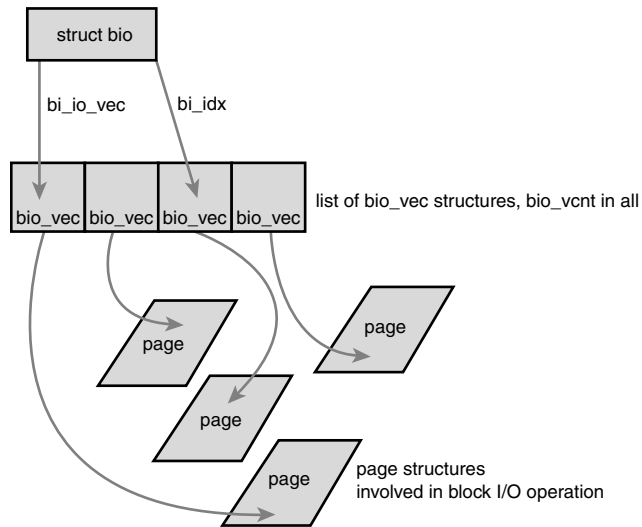 struct bio
bi_io_vec
bi_idx
bio_vec bio_vec bio_vec bio_vec
list of bio_vec structures, bio_vcnt in all
page
page
page
page
page structures
involved in block I/O operation